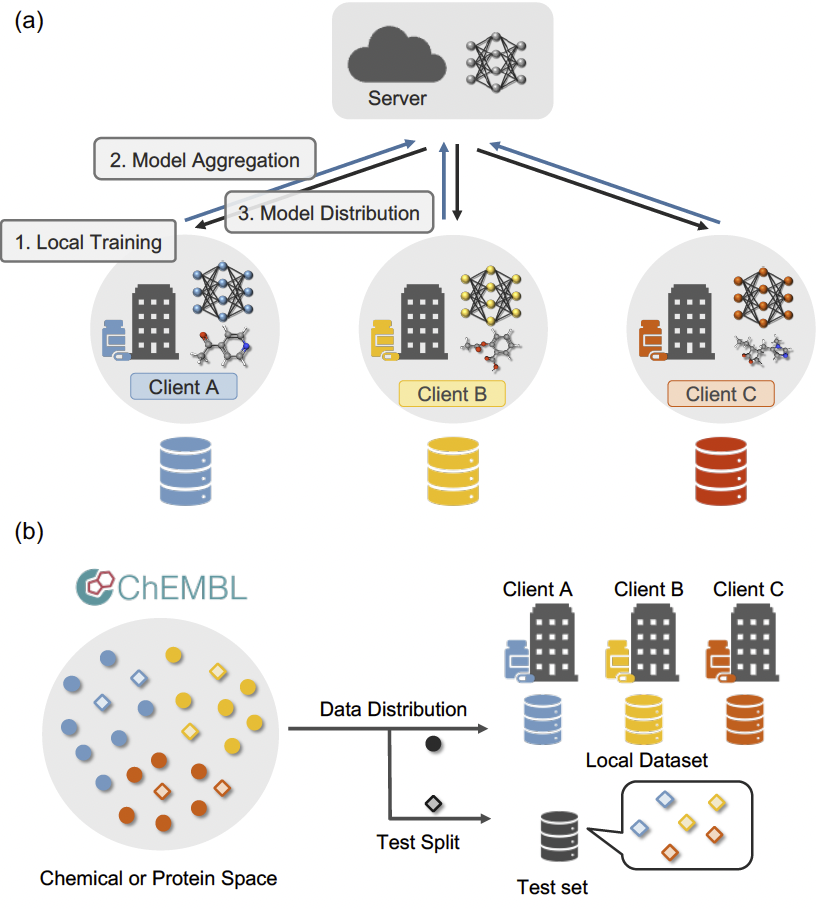 (a)
Server
2. Model Aggregation
3. Model Distribution
1. Local Training
Client A
Client B
Client C
(b)
ChEMBL
Client A
Client B
Client C
Data Distribution
Local Dataset
Test Split
Chemical or Protein Space
Test set